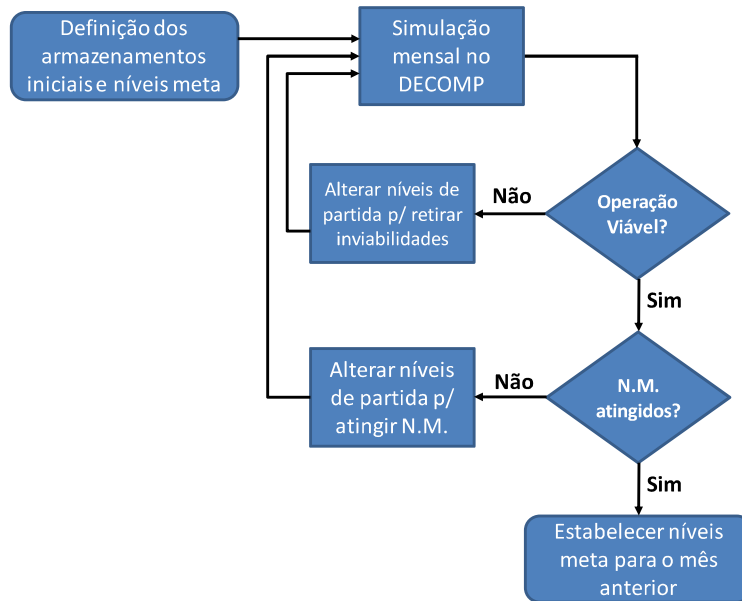 Definição dos
armazenamentos
iniciais e níveis meta
Simulação
mensal no
DECOMP
Alterar níveis de
partida p/ retirar
inviabilidades
Não
Operação
Viável?
Sim
Alterar níveis
de partida p/
atingir N.M.
Não
N.M.
atingidos?
Sim
Estabelecer níveis
meta para o mês
anterior